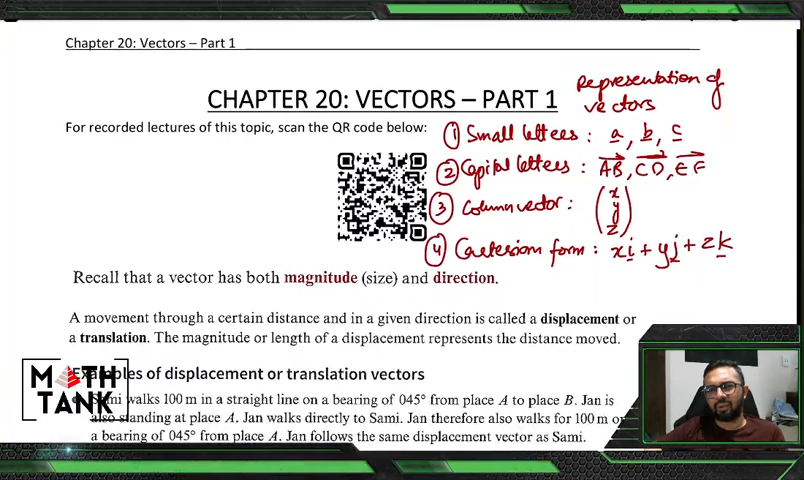 Chapter 20: Vectors – Part 1
CHAPTER 20: VECTORS – PART 1
For recorded lectures of this topic, scan the QR code below:
Representation of
vectors
① Small letters : a, b, c
② Capital letters : AB, CD, EF
③ Column vector : (x y z)
④ Cartesian form : xi + yj + zk
Recall that a vector has both magnitude (size) and direction.
A movement through a certain distance and in a given direction is called a displacement or
a translation. The magnitude or length of a displacement represents the distance moved.
Examples of displacement or translation vectors
Sami walks 100 m in a straight line on a bearing of 045° from place A to place B. Jan is
also standing at place A. Jan walks directly to Sami. Jan therefore also walks for 100 m on
a bearing of 045° from place A. Jan follows the same displacement vector as Sami.
MATH
TANK